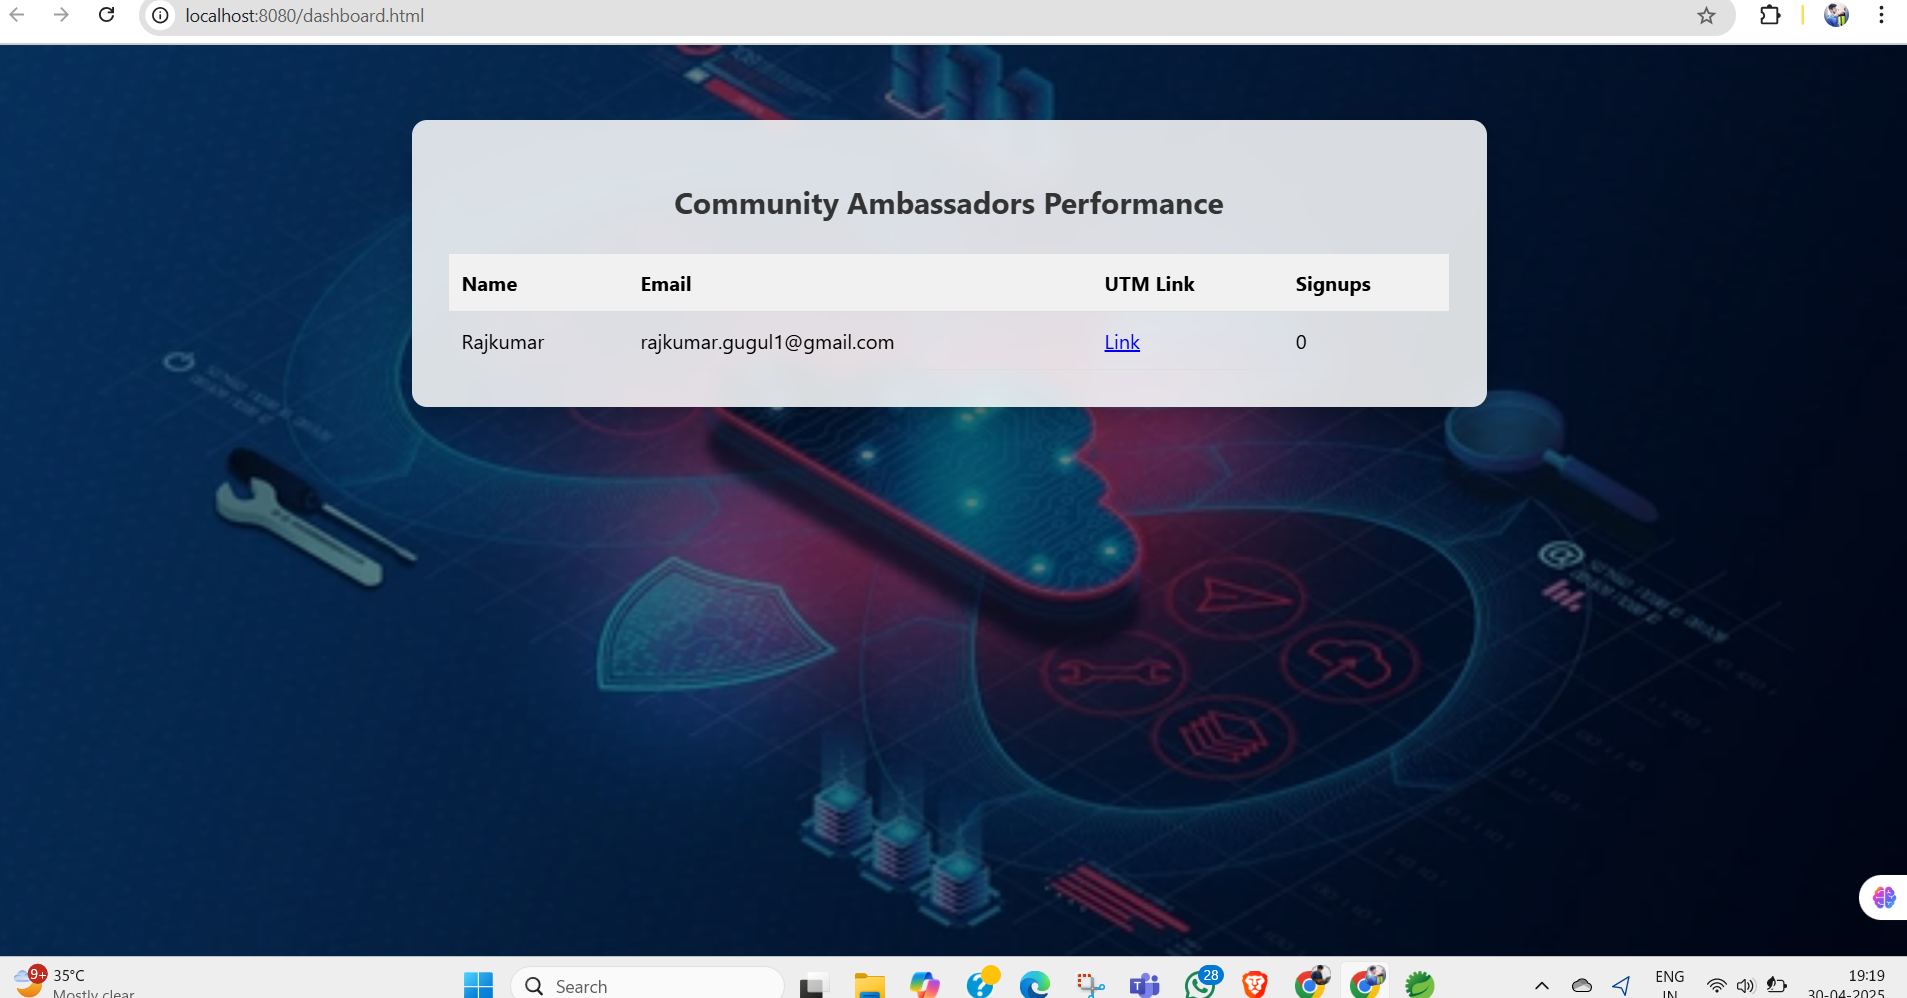 localhost:8080/dashboard.html
Community Ambassadors Performance
Name Email UTM Link Signups
Rajkumar rajkumar.gugul1@gmail.com Link 0
9+ 35°C
Mostly clear
Search
28
ENG
IN
19:19
30-04-2025